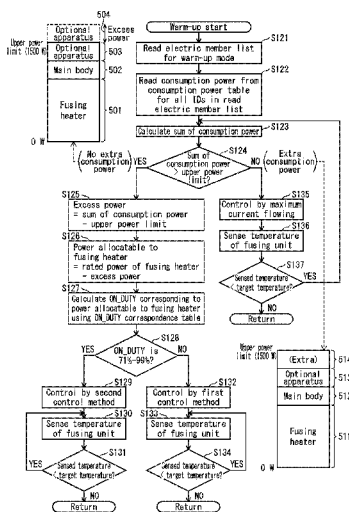 504
Optional
apparatus
Excess
power
Upper power
limit (1500 W)
Optional
apparatus
503
Main body
502
Fusing
heater
501
0 W
Warm-up start
S121
Read electric member list
for warm-up mode
S122
Read consumption power from
consumption power table
for all IDs in read
electric member list
Calculate sum of consumption power
S123
S124
Sum of
consumption power
> upper power
limit?
(No extra
consumption
power)
YES
NO
(Extra
consumption
power)
S125
Excess power
= sum of consumption power
- upper power limit
S126
Power allocatable to
fusing heater
= rated power of fusing heater
- excess power
S127
Calculate ON_DUTY corresponding to
power allocatable to fusing heater
using ON_DUTY correspondence table
S135
Control by maximum
current flowing
S136
Sense temperature
of fusing unit
S137
Sensed temperature
< target temperature?
YES
NO
Return
S128
ON_DUTY is
71%-99%?
YES
NO
S129
Control by second
control method
S130
Sense temperature
of fusing unit
S131
Sensed temperature
< target temperature?
YES
NO
Return
S132
Control by first
control method
S133
Sense temperature
of fusing unit
S134
Sensed temperature
< target temperature?
YES
NO
Return
Upper power
limit (1500 W)
(Extra)
514
Optional
apparatus
513
Main body
512
Fusing
heater
511
0 W